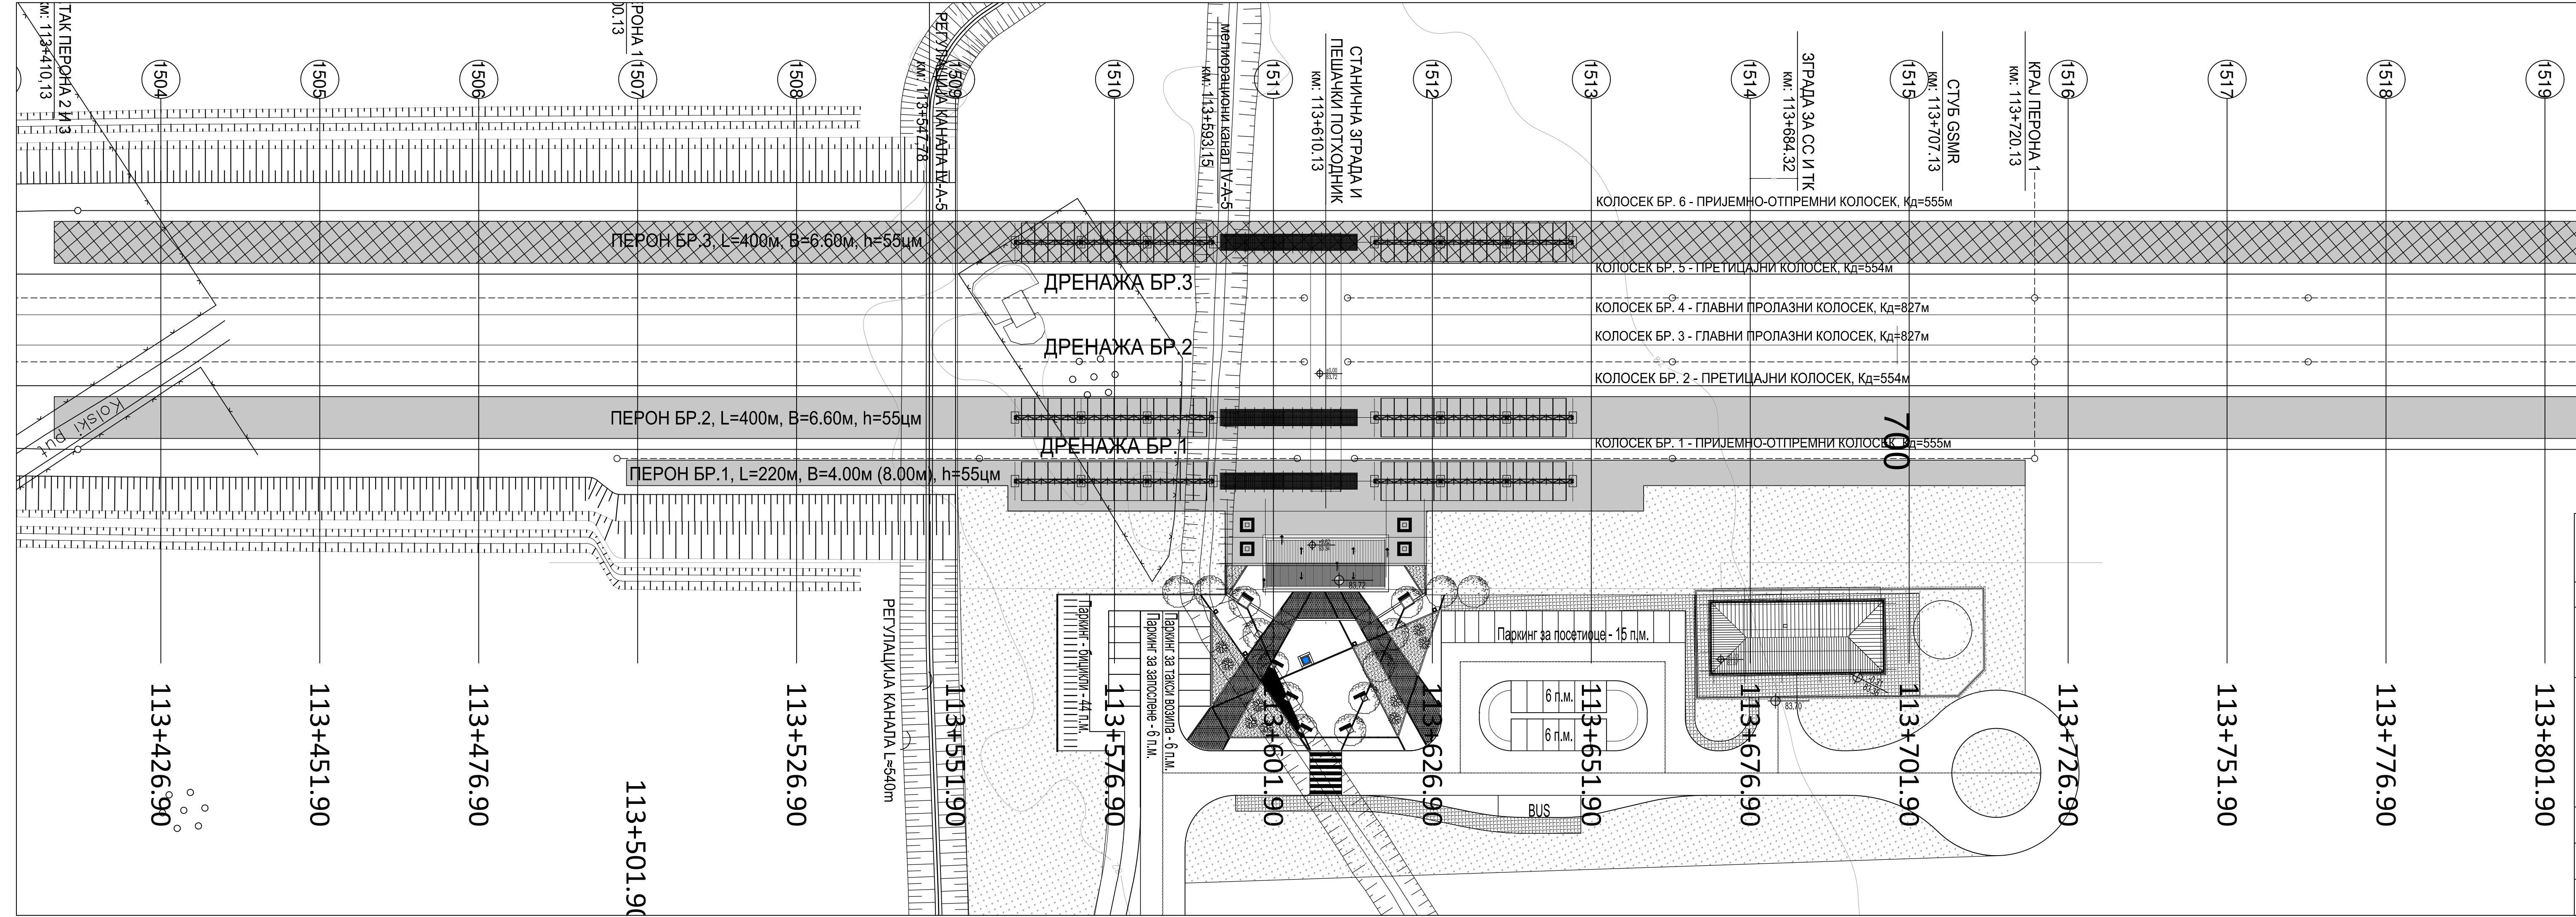 ТАК ПЕРОНА 2 И 3
км: 113+410,13
РОНА 1
00.13
РЕГУЛАЦИЈА КАНАЛА IV-А-5
км: 113+547,78
мелиорациони канал IV-А-5
км: 113+593,15
СТАНИЧНА ЗГРАДА И
ПЕШАЧКИ ПОТХОДНИК
км: 113+610.13
ЗГРАДА ЗА СС И ТК
км: 113+684.32
СТУБ GSMR
км: 113+707.13
КРАЈ ПЕРОНА 1
км: 113+720.13
1504
1505
1506
1507
1508
1509
1510
1511
1512
1513
1514
1515
1516
1517
1518
1519
КОЛОСЕК БР. 6 - ПРИЈЕМНО-ОТПРЕМНИ КОЛОСЕК, Кд=555м
ПЕРОН БР.3, L=400м, B=6.60м, h=55цм
КОЛОСЕК БР. 5 - ПРЕТИЦАЈНИ КОЛОСЕК, Кд=554м
ДРЕНАЖА БР.3
КОЛОСЕК БР. 4 - ГЛАВНИ ПРОЛАЗНИ КОЛОСЕК, Кд=827м
КОЛОСЕК БР. 3 - ГЛАВНИ ПРОЛАЗНИ КОЛОСЕК, Кд=827м
ДРЕНАЖА БР.2
КОЛОСЕК БР. 2 - ПРЕТИЦАЈНИ КОЛОСЕК, Кд=554м
Kolski put
ПЕРОН БР.2, L=400м, B=6.60м, h=55цм
700
ДРЕНАЖА БР.1
КОЛОСЕК БР. 1 - ПРИЈЕМНО-ОТПРЕМНИ КОЛОСЕК, Кд=555м
ПЕРОН БР.1, L=220м, B=4.00м (8.00м), h=55цм
83,72
РЕГУЛАЦИЈА КАНАЛА L≈540m
Паркинг - бицикли - 44 п.м.
Паркинг за запослене - 6 п.м.
Паркинг за такси возила - 6 п.м.
Паркинг за посетиоце - 15 п.м.
6 п.м.
6 п.м.
83,70
BUS
113+426.90
113+451.90
113+476.90
113+501.90
113+526.90
113+551.90
113+576.90
113+601.90
113+626.90
113+651.90
113+676.90
113+701.90
113+726.90
113+751.90
113+776.90
113+801.90